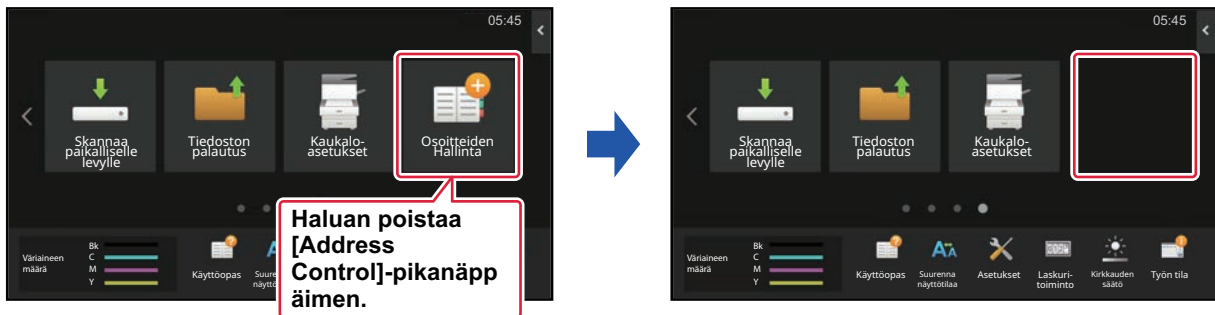 05:45
Skannaa
paikalliselle
levylle
Tiedoston
palautus
Kaukalo-
asetukset
Osoitteiden
Hallinta
Haluan poistaa
[Address
Control]-pikanäpp
äimen.
Väriaineen
määrä
Bk
C
M
Y
Käyttöopas
05:45
Skannaa
paikalliselle
levylle
Tiedoston
palautus
Kaukalo-
asetukset
Väriaineen
määrä
Bk
C
M
Y
Käyttöopas
Suurenna
näyttötilaa
Asetukset
Laskuri-
toiminto
Kirkkauden
säätö
Työn tila